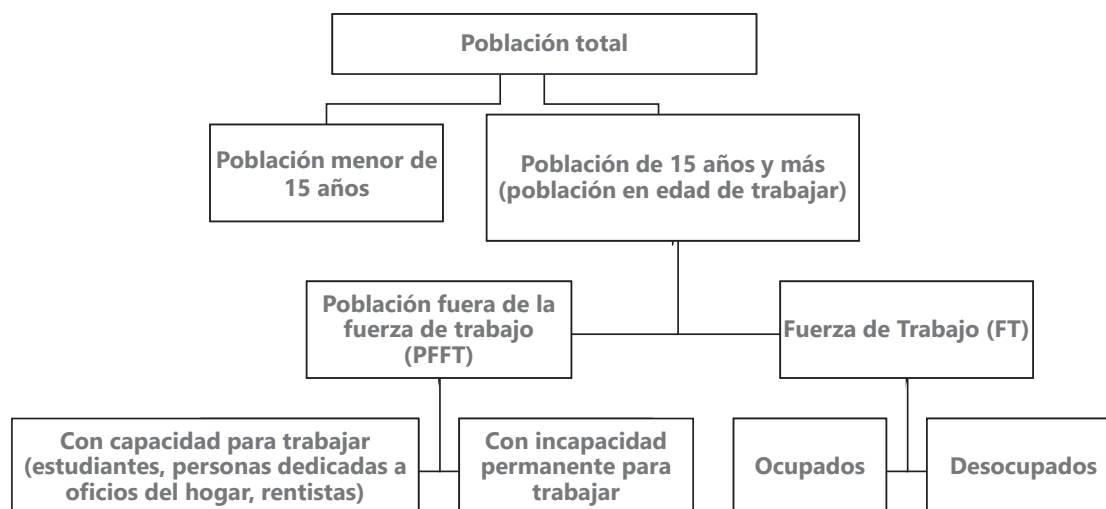 Población total
Población menor de
15 años
Población de 15 años y más
(población en edad de trabajar)
Población fuera de la
fuerza de trabajo
(PFFT)
Fuerza de Trabajo (FT)
Con capacidad para trabajar
(estudiantes, personas dedicadas a
oficios del hogar, rentistas)
Con incapacidad
permanente para
trabajar
Ocupados
Desocupados